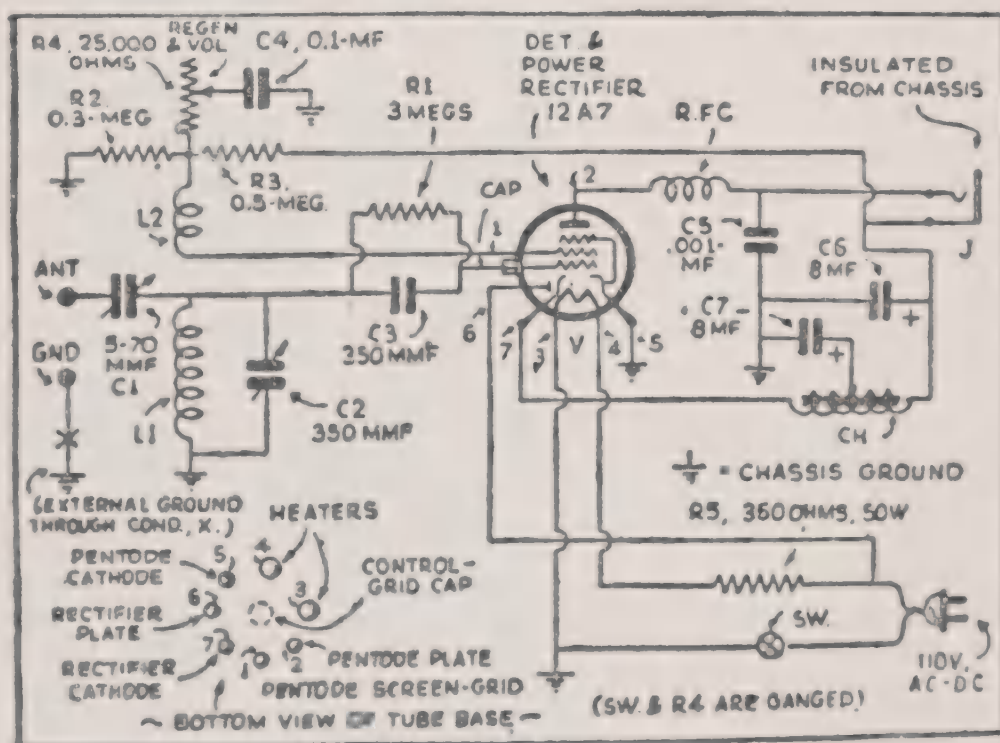 R4, 25,000
OHMS
REGEN
& VOL
C4, 0.1-MF
R2
0.3-MEG
R3,
0.5-MEG.
R1
3 MEGS
DET. &
POWER
RECTIFIER
12A7
R.F.C
INSULATED
FROM CHASSIS
L2
CAP
1
2
C5
.001-
MF
C6
8 MF
J
ANT
GND
5-70
MMF
C1
L1
C3
350 MMF
C2
350 MMF
6
7
3
V
4
5
C7
8MF
+
+
CH
= CHASSIS GROUND
(EXTERNAL GROUND
THROUGH COND, X.)
HEATERS
R5, 360 OHMS, 50W
PENTODE
CATHODE
5
4
CONTROL-
GRID CAP
RECTIFIER
PLATE
6
3
SW.
RECTIFIER
CATHODE
7
1
2
PENTODE PLATE
PENTODE SCREEN-GRID
110V.
AC-DC
~ BOTTOM VIEW OF TUBE BASE ~
(SW. & R4 ARE GANGED)